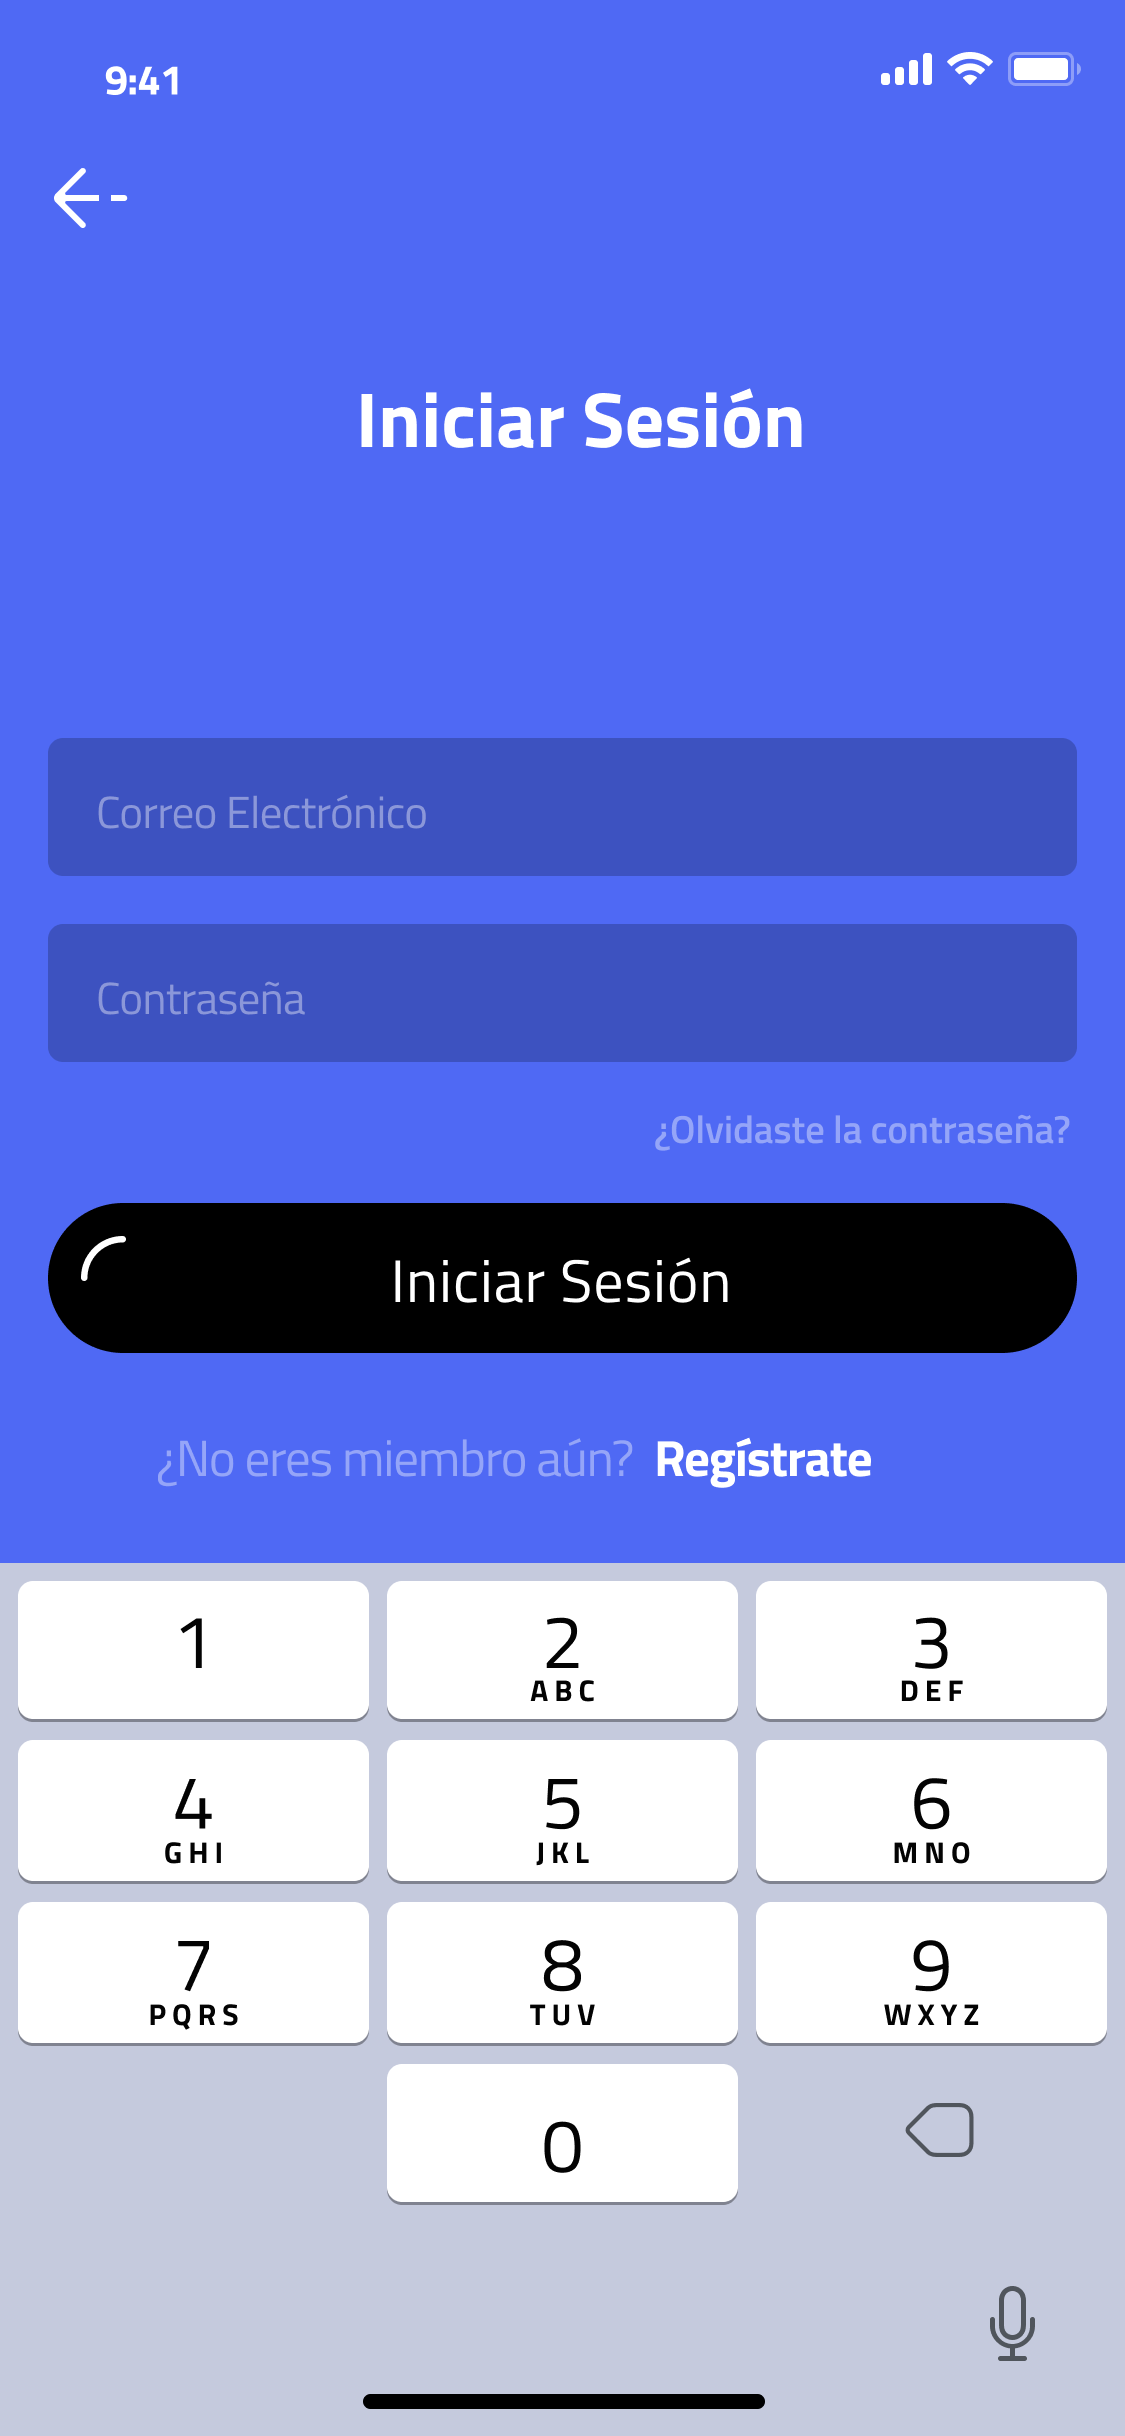 9:41
Iniciar Sesión
Correo Electrónico
Contraseña
¿Olvidaste la contraseña?
Iniciar Sesión
¿No eres miembro aún? Regístrate
1 2 3
ABC DEF
4 5 6
GHI JKL MNO
7 8 9
PQRS TUV WXYZ
0